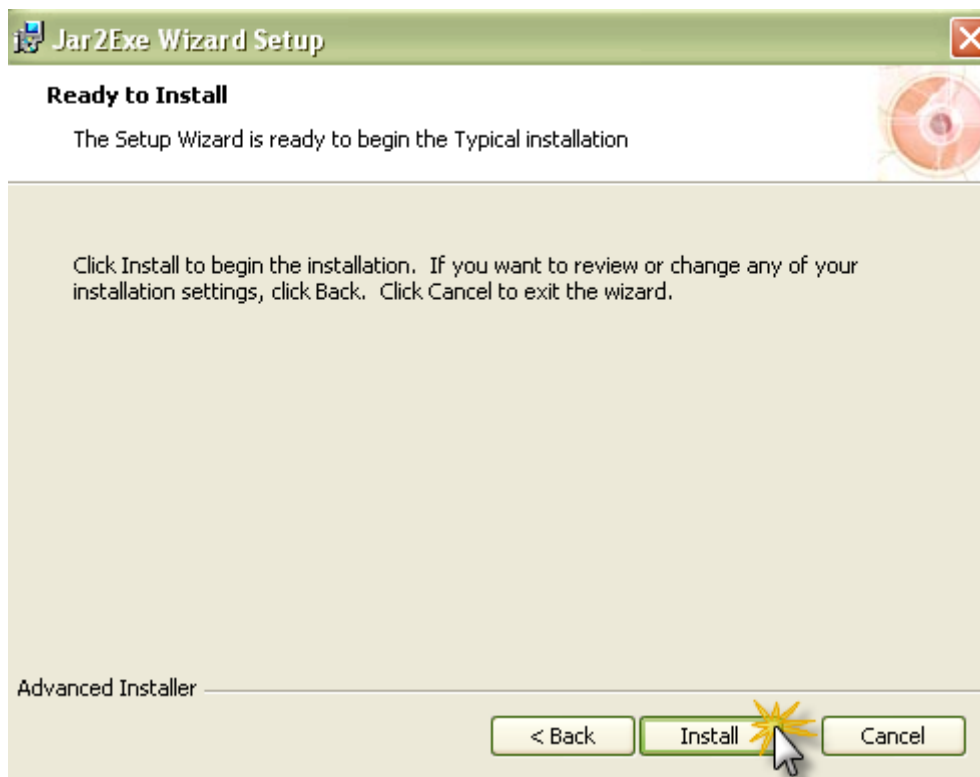 Jar2Exe Wizard Setup
Ready to Install
The Setup Wizard is ready to begin the Typical installation
Click Install to begin the installation.  If you want to review or change any of your
installation settings, click Back.  Click Cancel to exit the wizard.
Advanced Installer
< Back
Install
Cancel